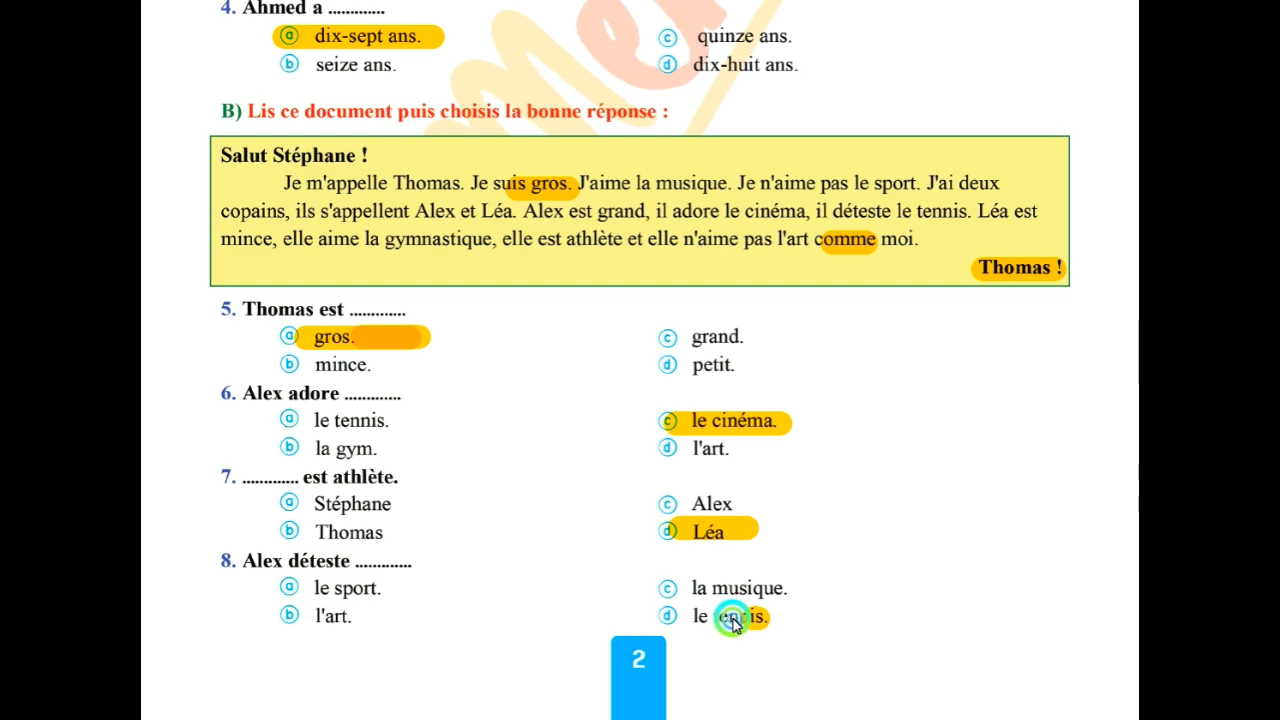 4. Ahmed a .............
a dix-sept ans. c quinze ans.
b seize ans. d dix-huit ans.
B) Lis ce document puis choisis la bonne réponse :
Salut Stéphane !
Je m'appelle Thomas. Je suis gros. J'aime la musique. Je n'aime pas le sport. J'ai deux
copains, ils s'appellent Alex et Léa. Alex est grand, il adore le cinéma, il déteste le tennis. Léa est
mince, elle aime la gymnastique, elle est athlète et elle n'aime pas l'art comme moi.
Thomas !
5. Thomas est .............
a gros. c grand.
b mince. d petit.
6. Alex adore .............
a le tennis. c le cinéma.
b la gym. d l'art.
7. ............. est athlète.
a Stéphane c Alex
b Thomas d Léa
8. Alex déteste .............
a le sport. c la musique.
b l'art. d le tennis.
2